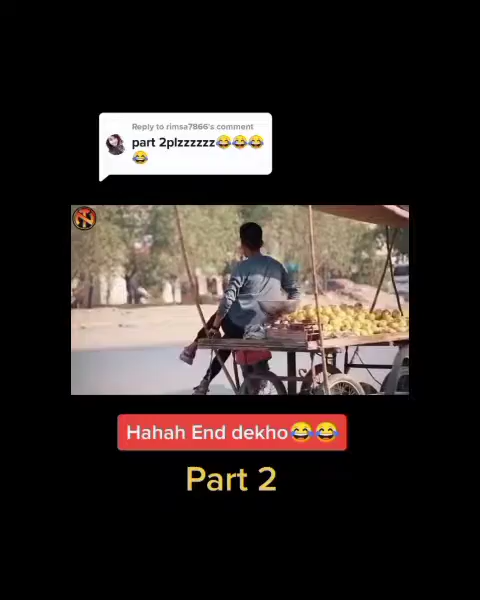 Reply to rimsa7866's comment
part 2plzzzzzz😂😂😂
😂
Hahah End dekho😂😂
Part 2